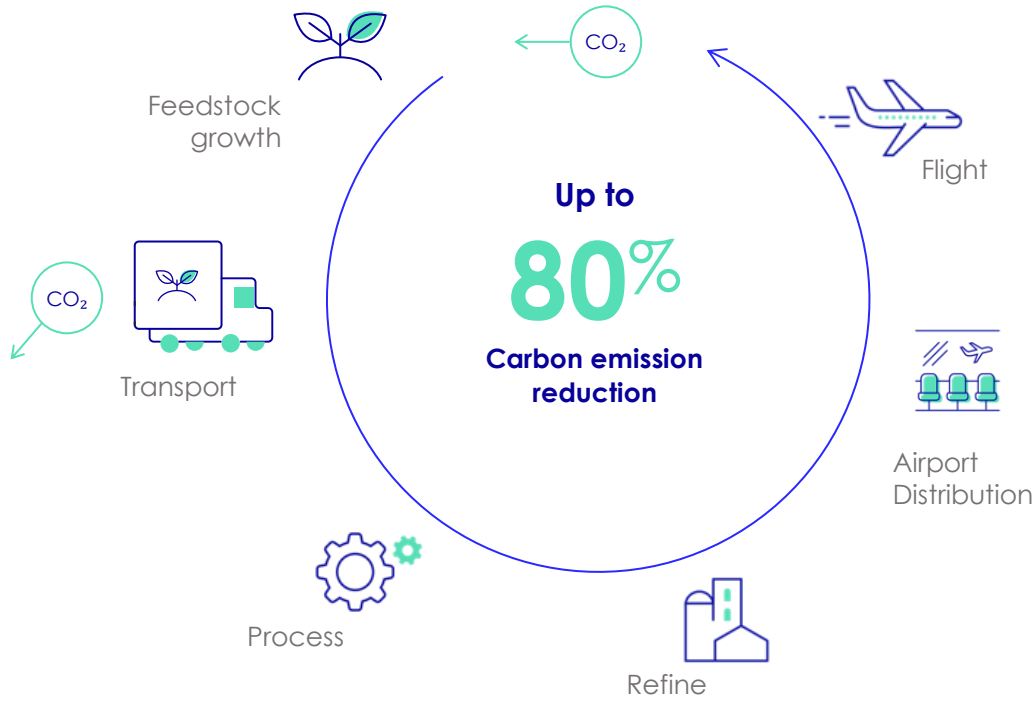 CO₂
Feedstock
growth
Flight
Up to
80%
Carbon emission
reduction
CO₂
Transport
Airport
Distribution
Process
Refine